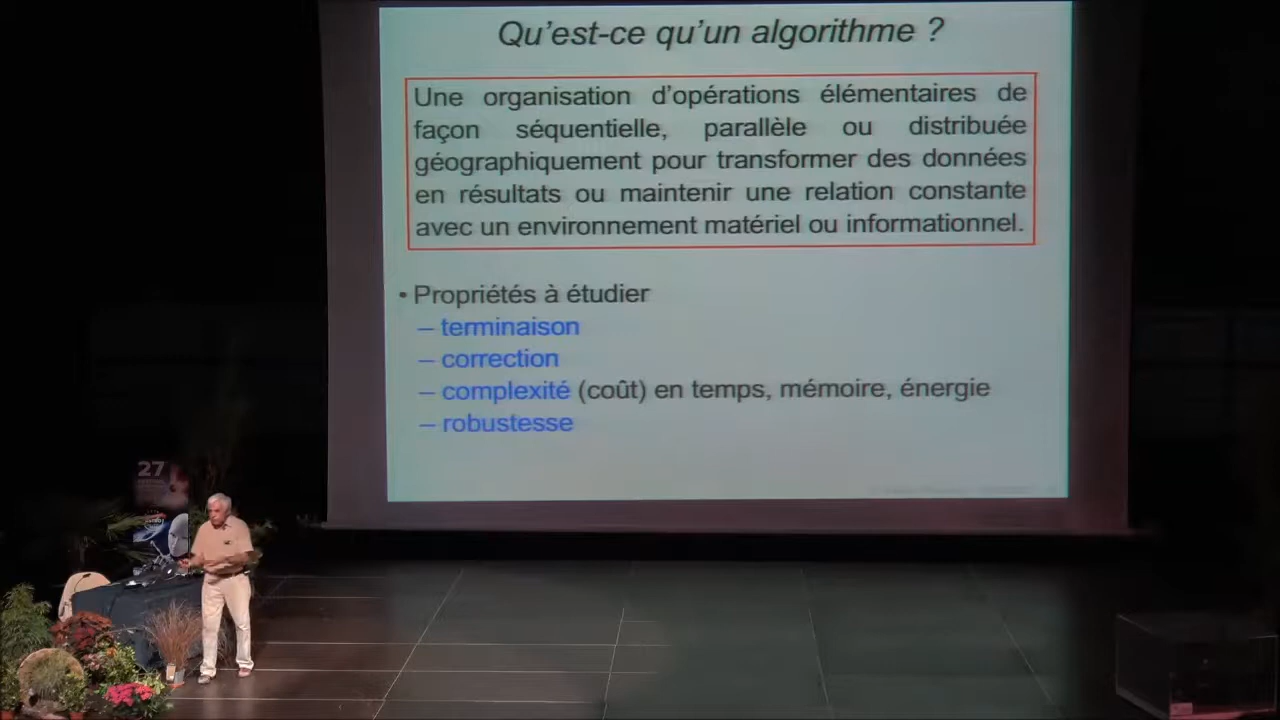 Qu'est-ce qu'un algorithme ?
Une organisation d'opérations élémentaires de
façon séquentielle, parallèle ou distribuée
géographiquement pour transformer des données
en résultats ou maintenir une relation constante
avec un environnement matériel ou informationnel.
• Propriétés à étudier
– terminaison
– correction
– complexité (coût) en temps, mémoire, énergie
– robustesse
27